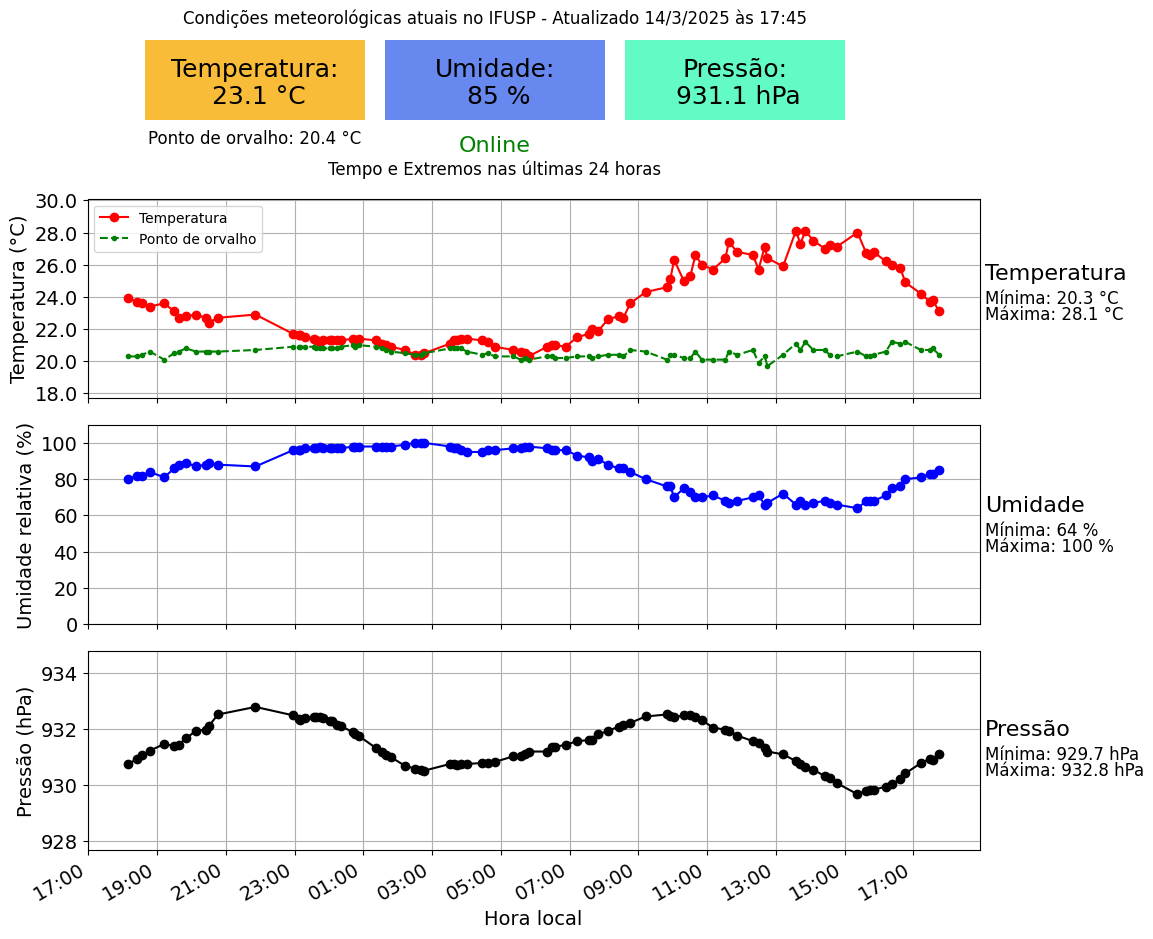 Condições meteorológicas atuais no IFUSP - Atualizado 14/3/2025 às 17:45
Temperatura:
23.1 °C
Umidade:
85 %
Pressão:
931.1 hPa
Ponto de orvalho: 20.4 °C
Online
Tempo e Extremos nas últimas 24 horas
Temperatura (°C)
30.0
28.0
26.0
24.0
22.0
20.0
18.0
Temperatura
Ponto de orvalho
Temperatura
Mínima: 20.3 °C
Máxima: 28.1 °C
Umidade relativa (%)
100
80
60
40
20
0
Umidade
Mínima: 64 %
Máxima: 100 %
Pressão (hPa)
934
932
930
928
Pressão
Mínima: 929.7 hPa
Máxima: 932.8 hPa
17:00
19:00
21:00
23:00
01:00
03:00
05:00
07:00
09:00
11:00
13:00
15:00
17:00
Hora local